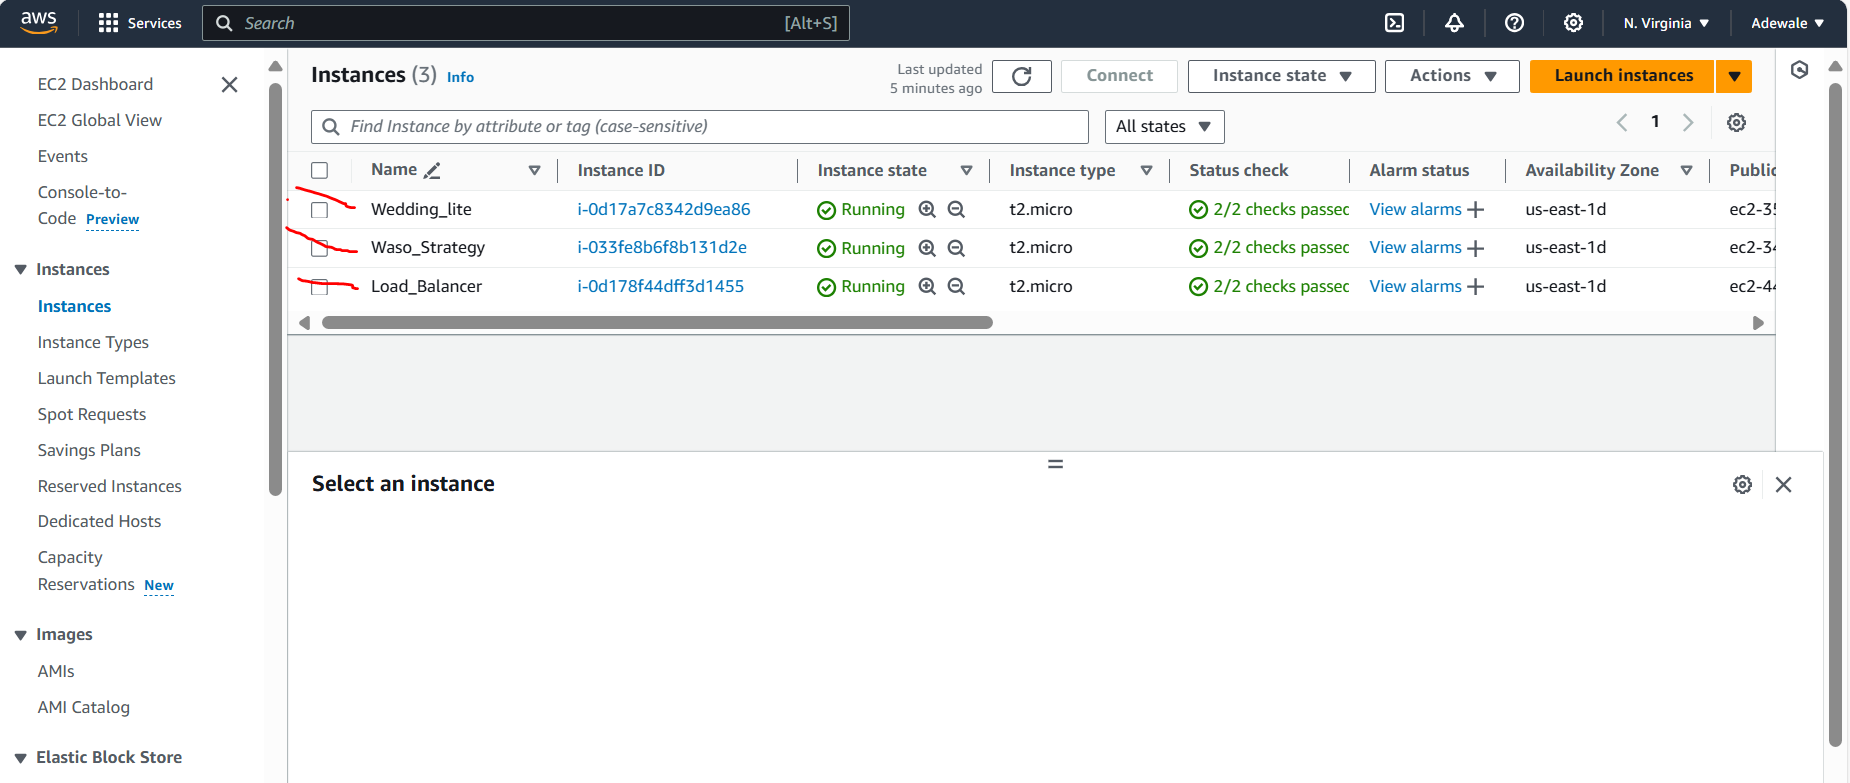 aws
Services
Search
[Alt+S]
N. Virginia
Adewale
EC2 Dashboard
EC2 Global View
Events
Console-to-
Code Preview
Instances
Instances
Instance Types
Launch Templates
Spot Requests
Savings Plans
Reserved Instances
Dedicated Hosts
Capacity
Reservations New
Images
AMIs
AMI Catalog
Elastic Block Store
Instances (3) Info
Last updated
5 minutes ago
Connect
Instance state
Actions
Launch instances
Find Instance by attribute or tag (case-sensitive)
All states
1
Name Instance ID Instance state Instance type Status check Alarm status Availability Zone Public
Wedding_lite i-0d17a7c8342d9ea86 Running t2.micro 2/2 checks passed View alarms us-east-1d ec2-35
Waso_Strategy i-033fe8b6f8b131d2e Running t2.micro 2/2 checks passed View alarms us-east-1d ec2-34
Load_Balancer i-0d178f44dff3d1455 Running t2.micro 2/2 checks passed View alarms us-east-1d ec2-44
Select an instance